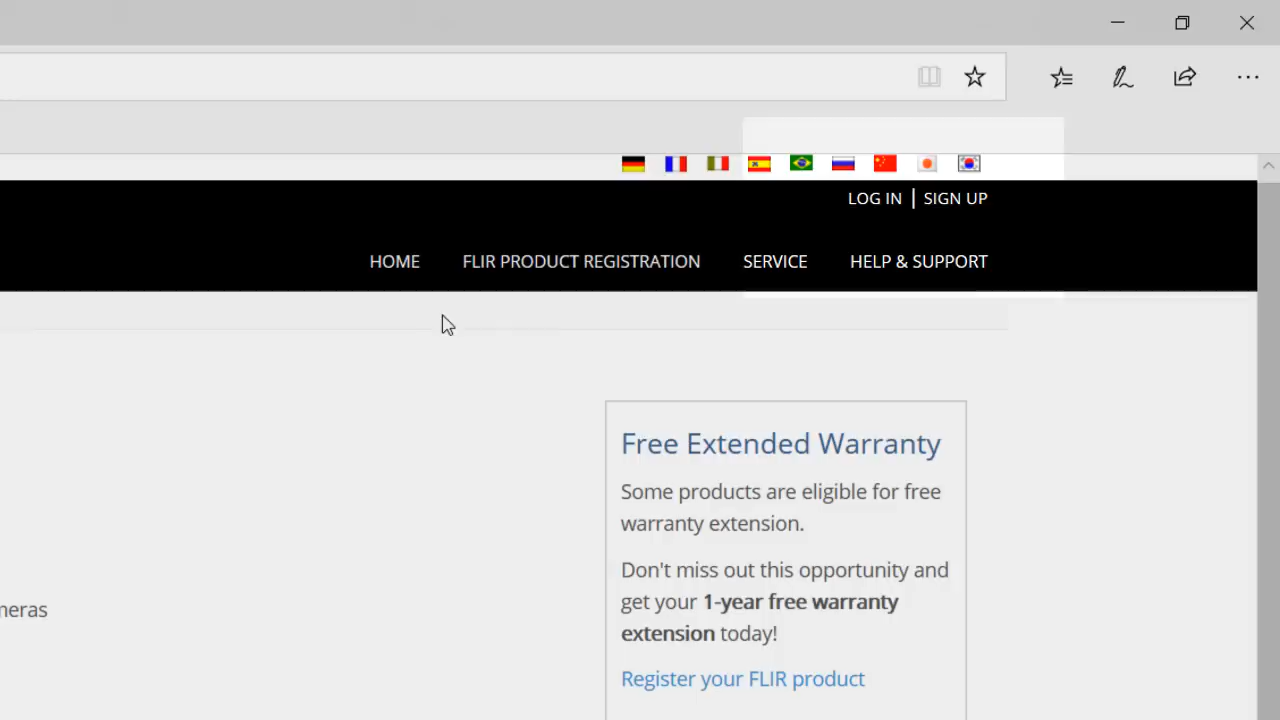 LOG IN | SIGN UP
HOME FLIR PRODUCT REGISTRATION SERVICE HELP & SUPPORT
Free Extended Warranty
Some products are eligible for free
warranty extension.
Don't miss out this opportunity and
get your 1-year free warranty
extension today!
Register your FLIR product